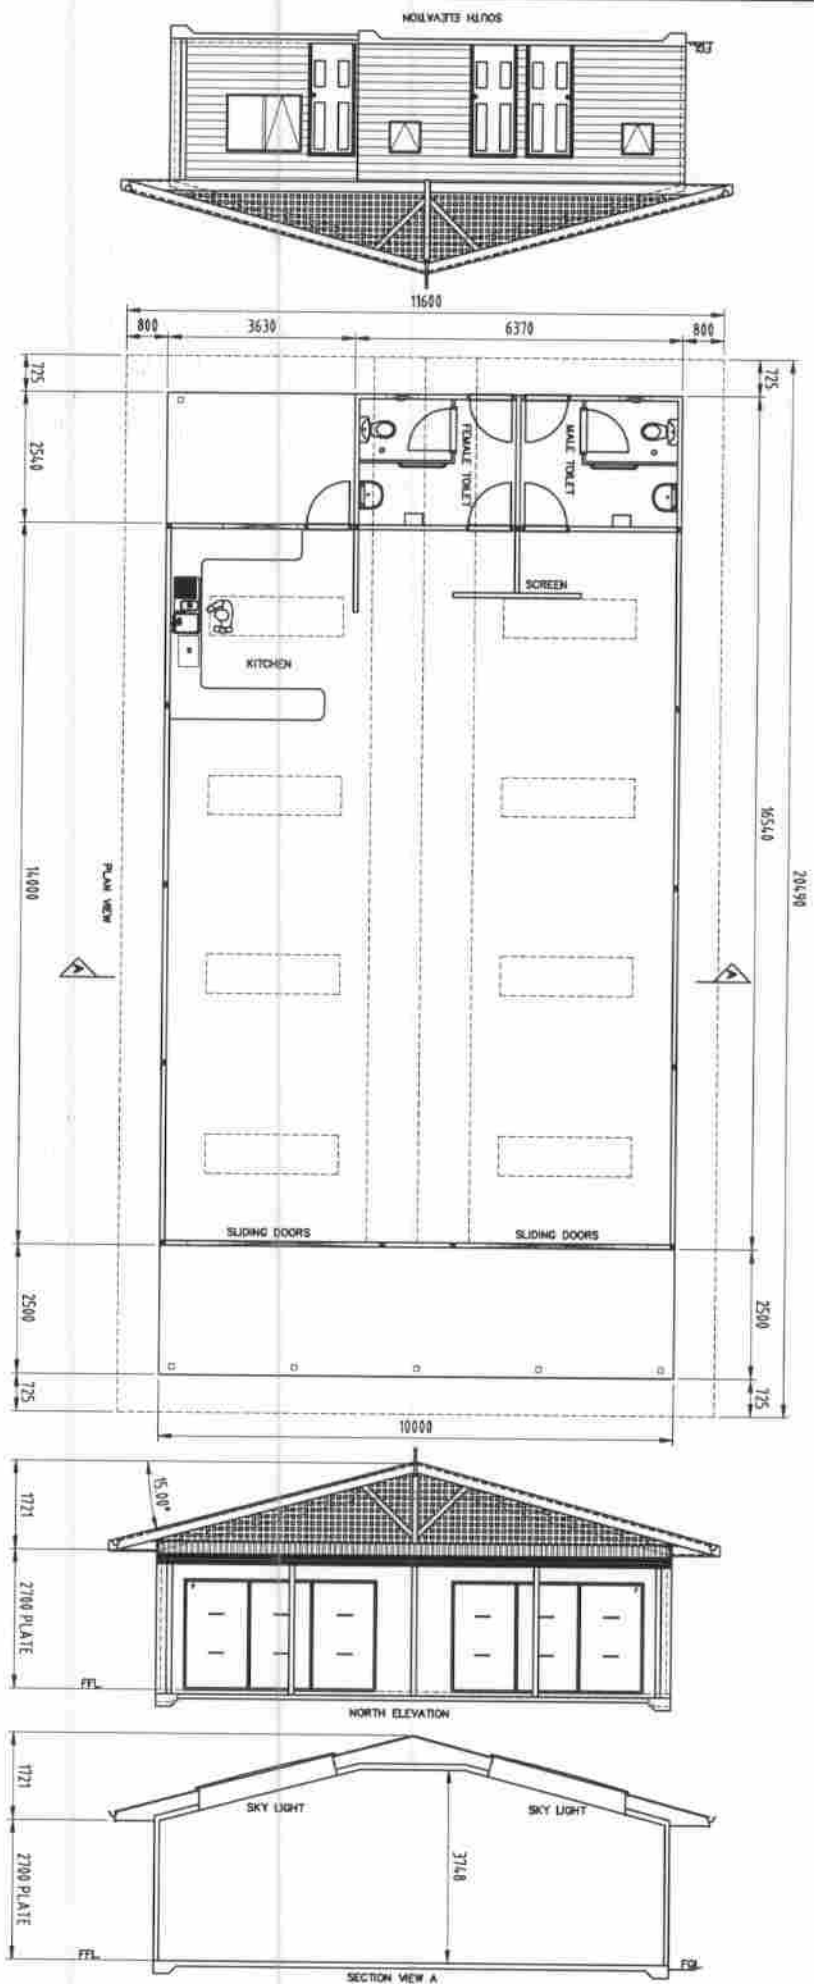 SOUTH ELEVATION
FGL
11600
800
3630
6370
800
725
725
2540
FEMALE TOILET
MALE TOILET
SCREEN
KITCHEN
16540
20490
14000
PLAN VIEW
A
A
SLIDING DOORS
SLIDING DOORS
2500
2500
725
725
10000
15.00°
1721
2700 PLATE
FFL
NORTH ELEVATION
1721
SKY LIGHT
SKY LIGHT
3748
2700 PLATE
FFL
FGL
SECTION VIEW A